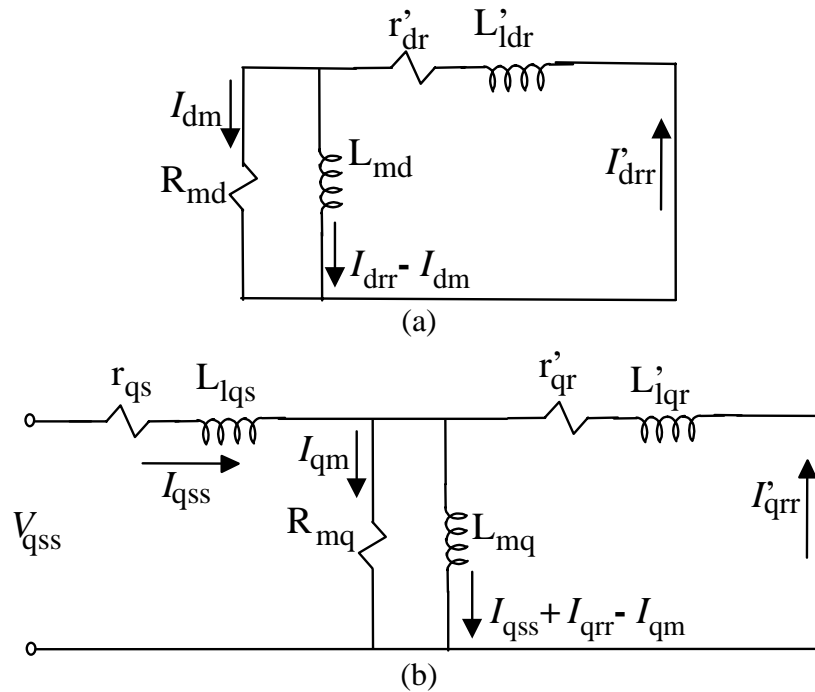 r'dr L'ldr
Idm
Rmd
Lmd
I'drr
Idrr - Idm
(a)
rqs Llqs
r'qr L'lqr
Iqss
Iqm
Vqss
Rmq
Lmq
I'qrr
Iqss + Iqrr - Iqm
(b)